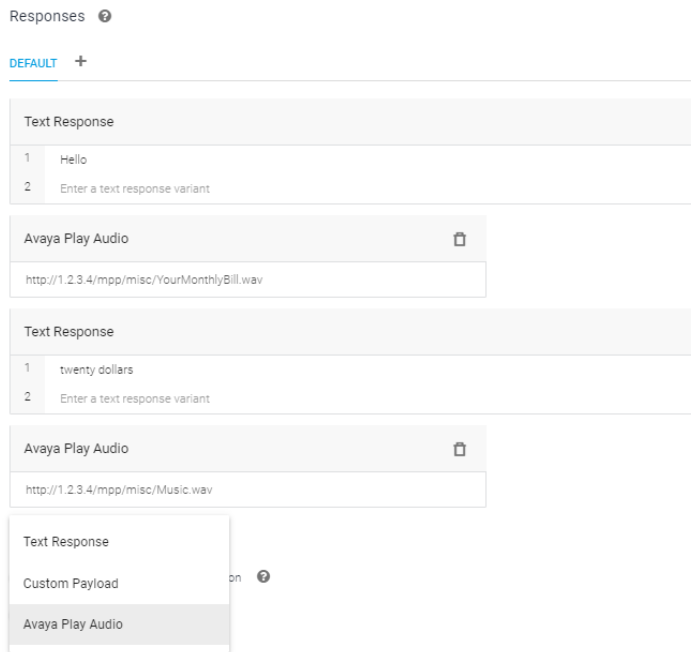 Responses ?
DEFAULT +
Text Response
1 Hello
2 Enter a text response variant
Avaya Play Audio
http://1.2.3.4/mpp/misc/YourMonthlyBill.wav
Text Response
1 twenty dollars
2 Enter a text response variant
Avaya Play Audio
http://1.2.3.4/mpp/misc/Music.wav
Text Response
on ?
Custom Payload
Avaya Play Audio